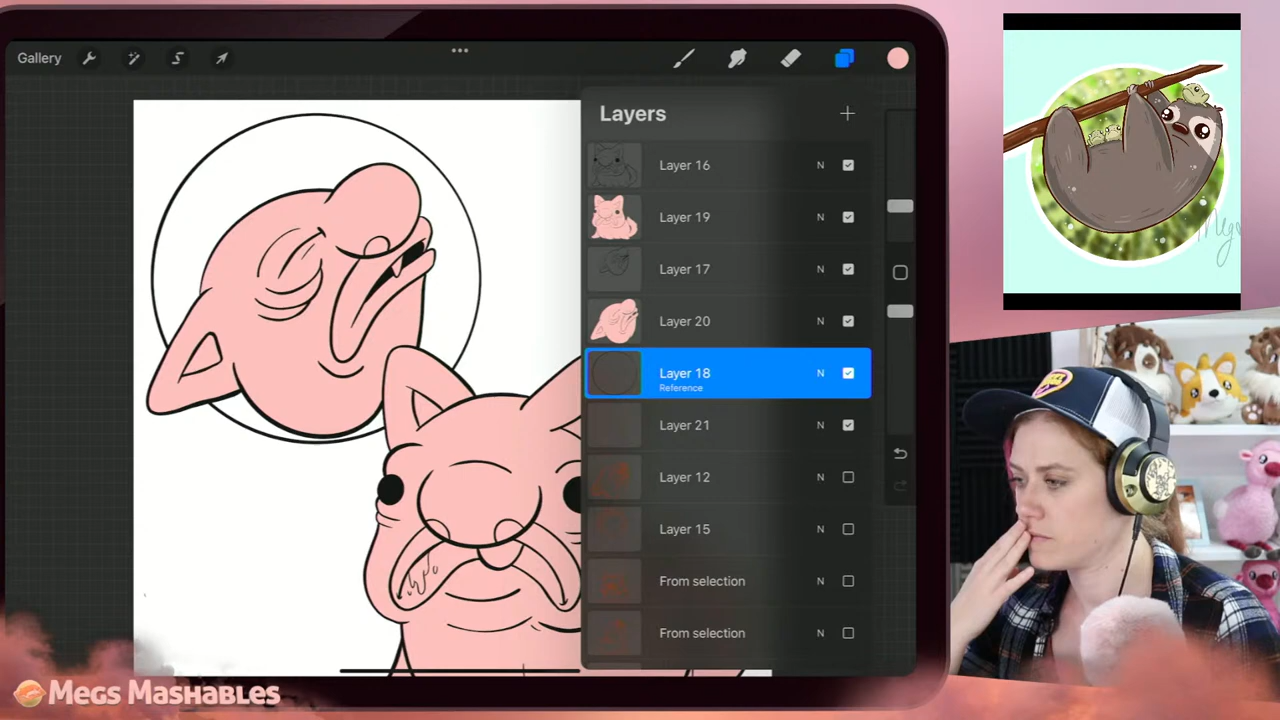 Gallery
Layers
Layer 16 N
Layer 19 N
Layer 17 N
Layer 20 N
Layer 18 N
Reference
Layer 21 N
Layer 12 N
Layer 15 N
From selection N
From selection N
Megs Mashables